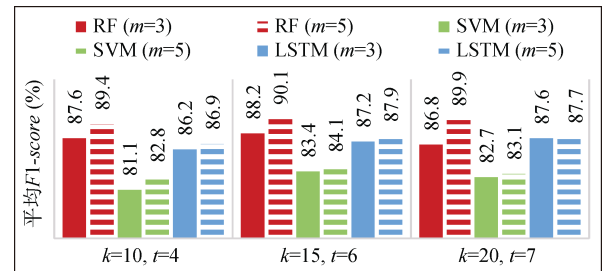 RF (m=3) RF (m=5) SVM (m=3)
SVM (m=5) LSTM (m=3) LSTM (m=5)
平均F1-score (%)
87.6 89.4 81.1 82.8 86.2 86.9
88.2 90.1 83.4 84.1 87.2 87.9
86.8 89.9 82.7 83.1 87.6 87.7
k=10, t=4 k=15, t=6 k=20, t=7